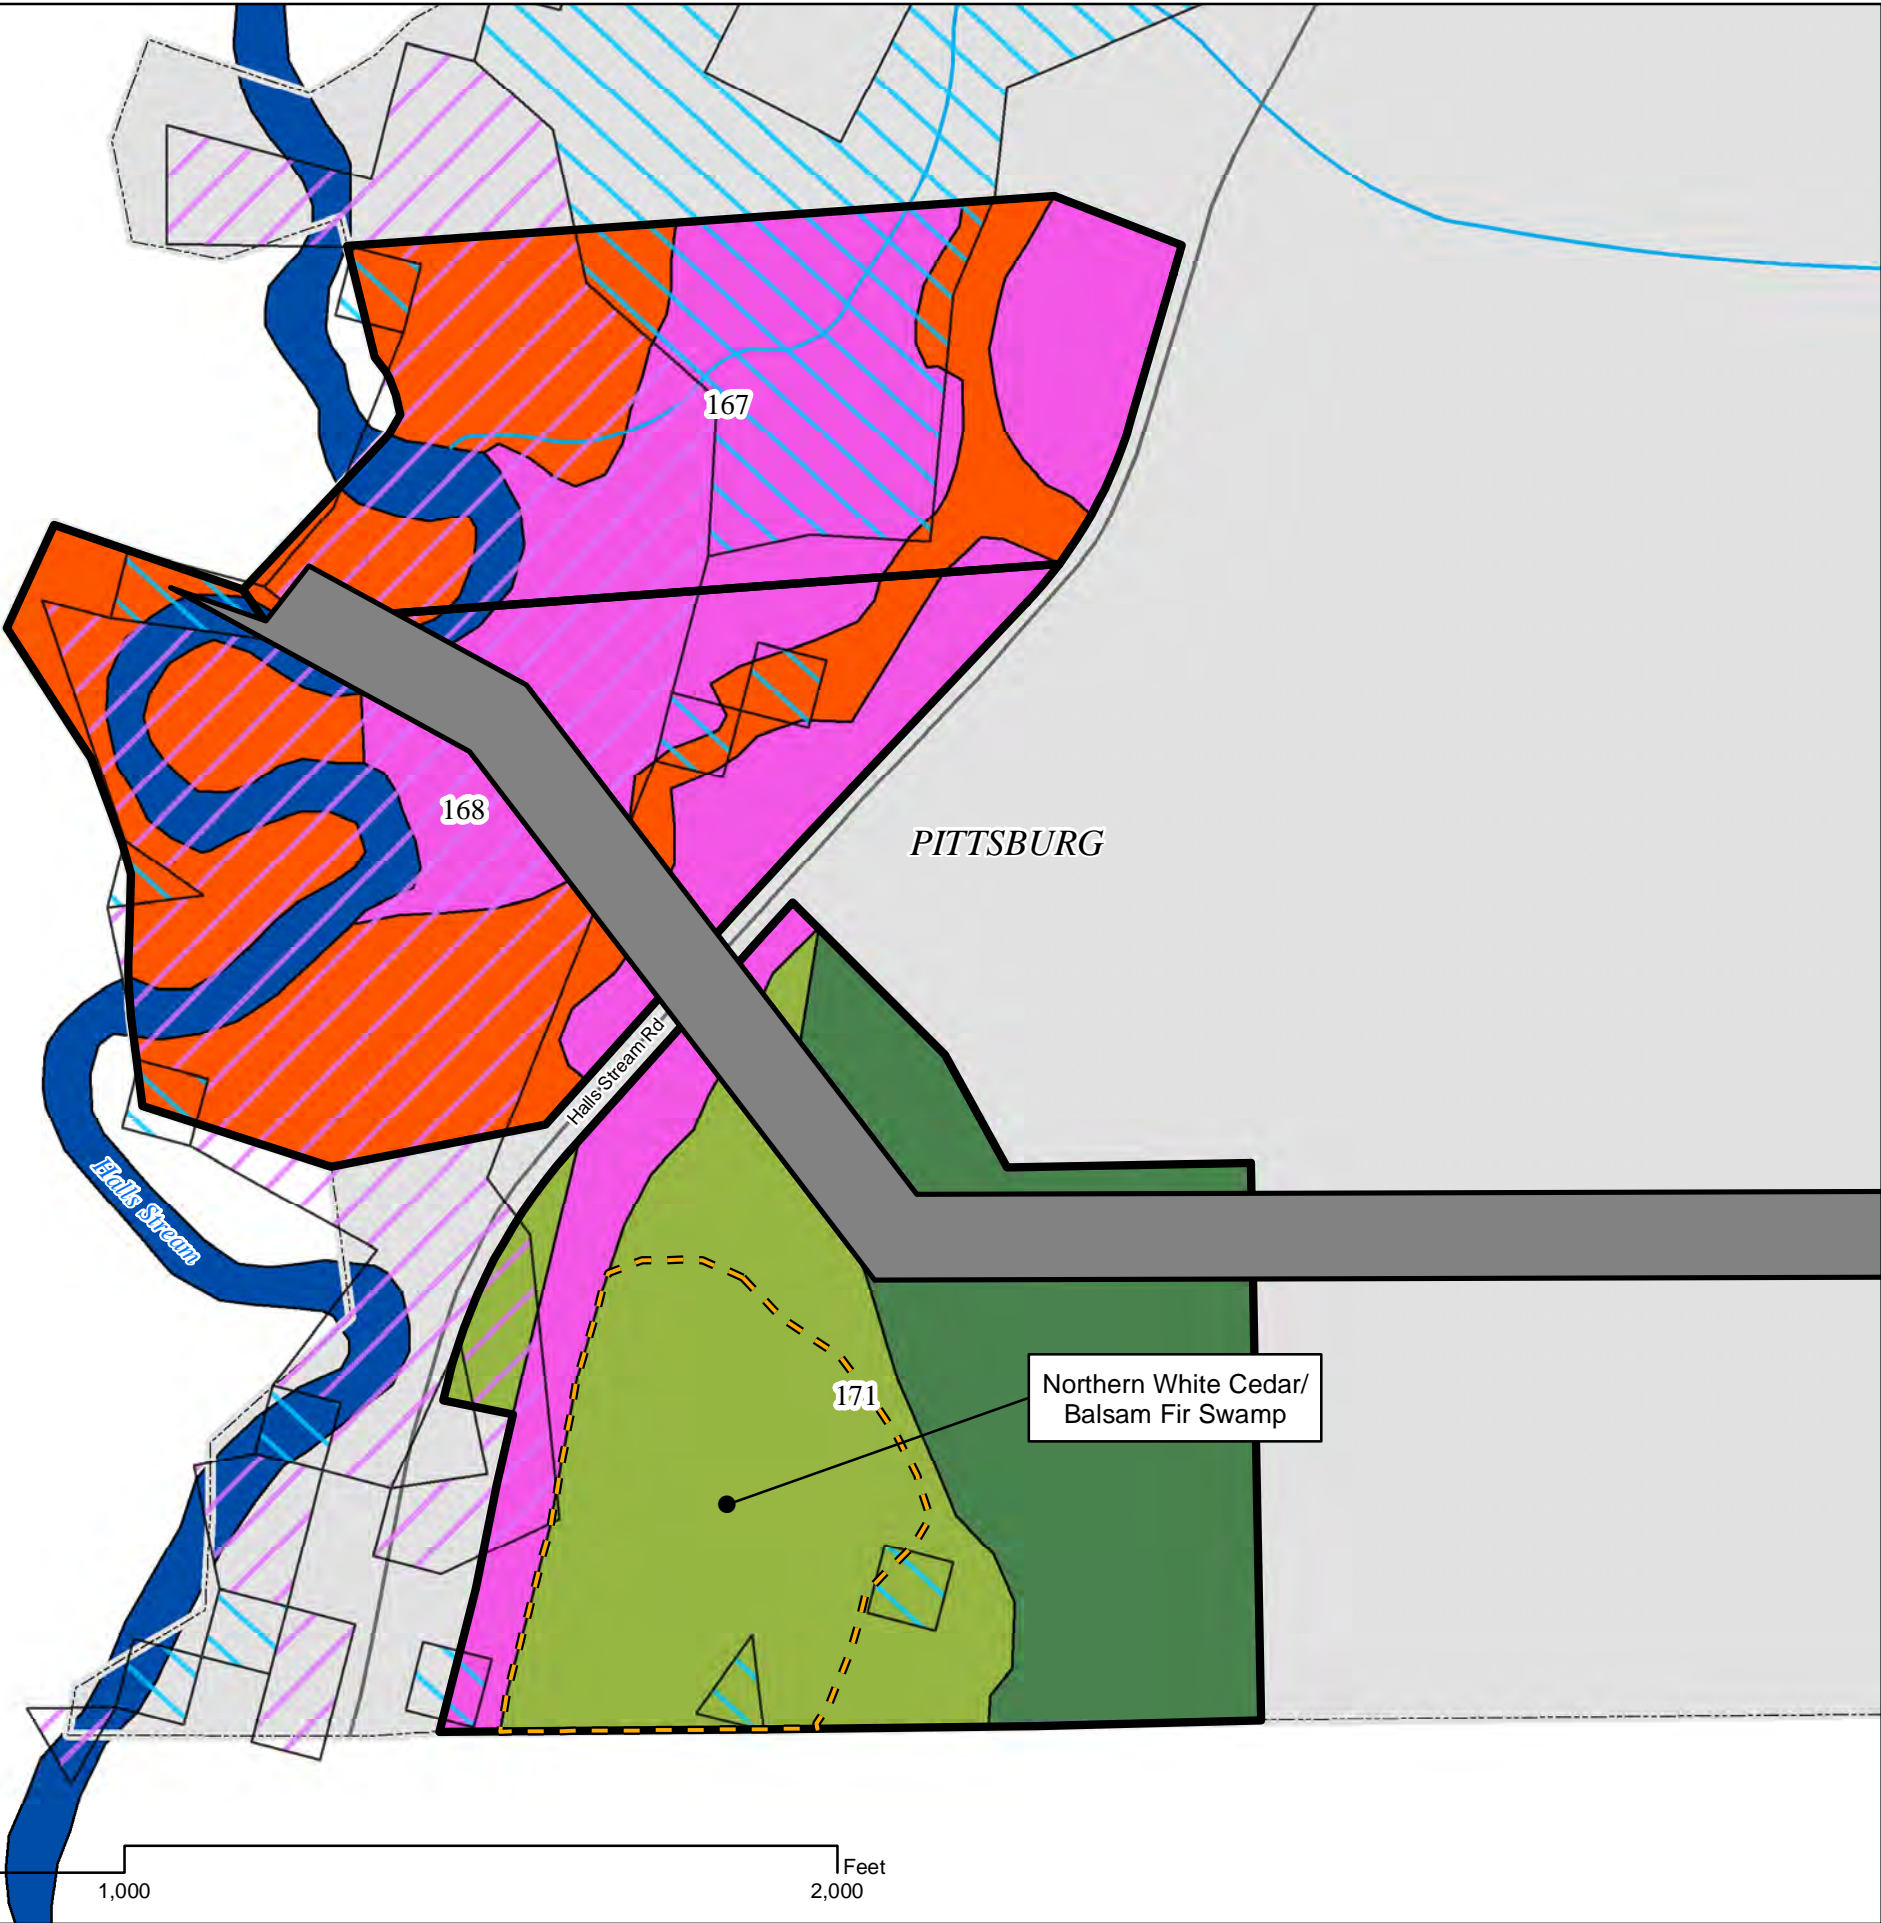 167
168
PITTSBURG
Halls Stream Rd
Halls Stream
171
Northern White Cedar/
Balsam Fir Swamp
Feet
1,000
2,000